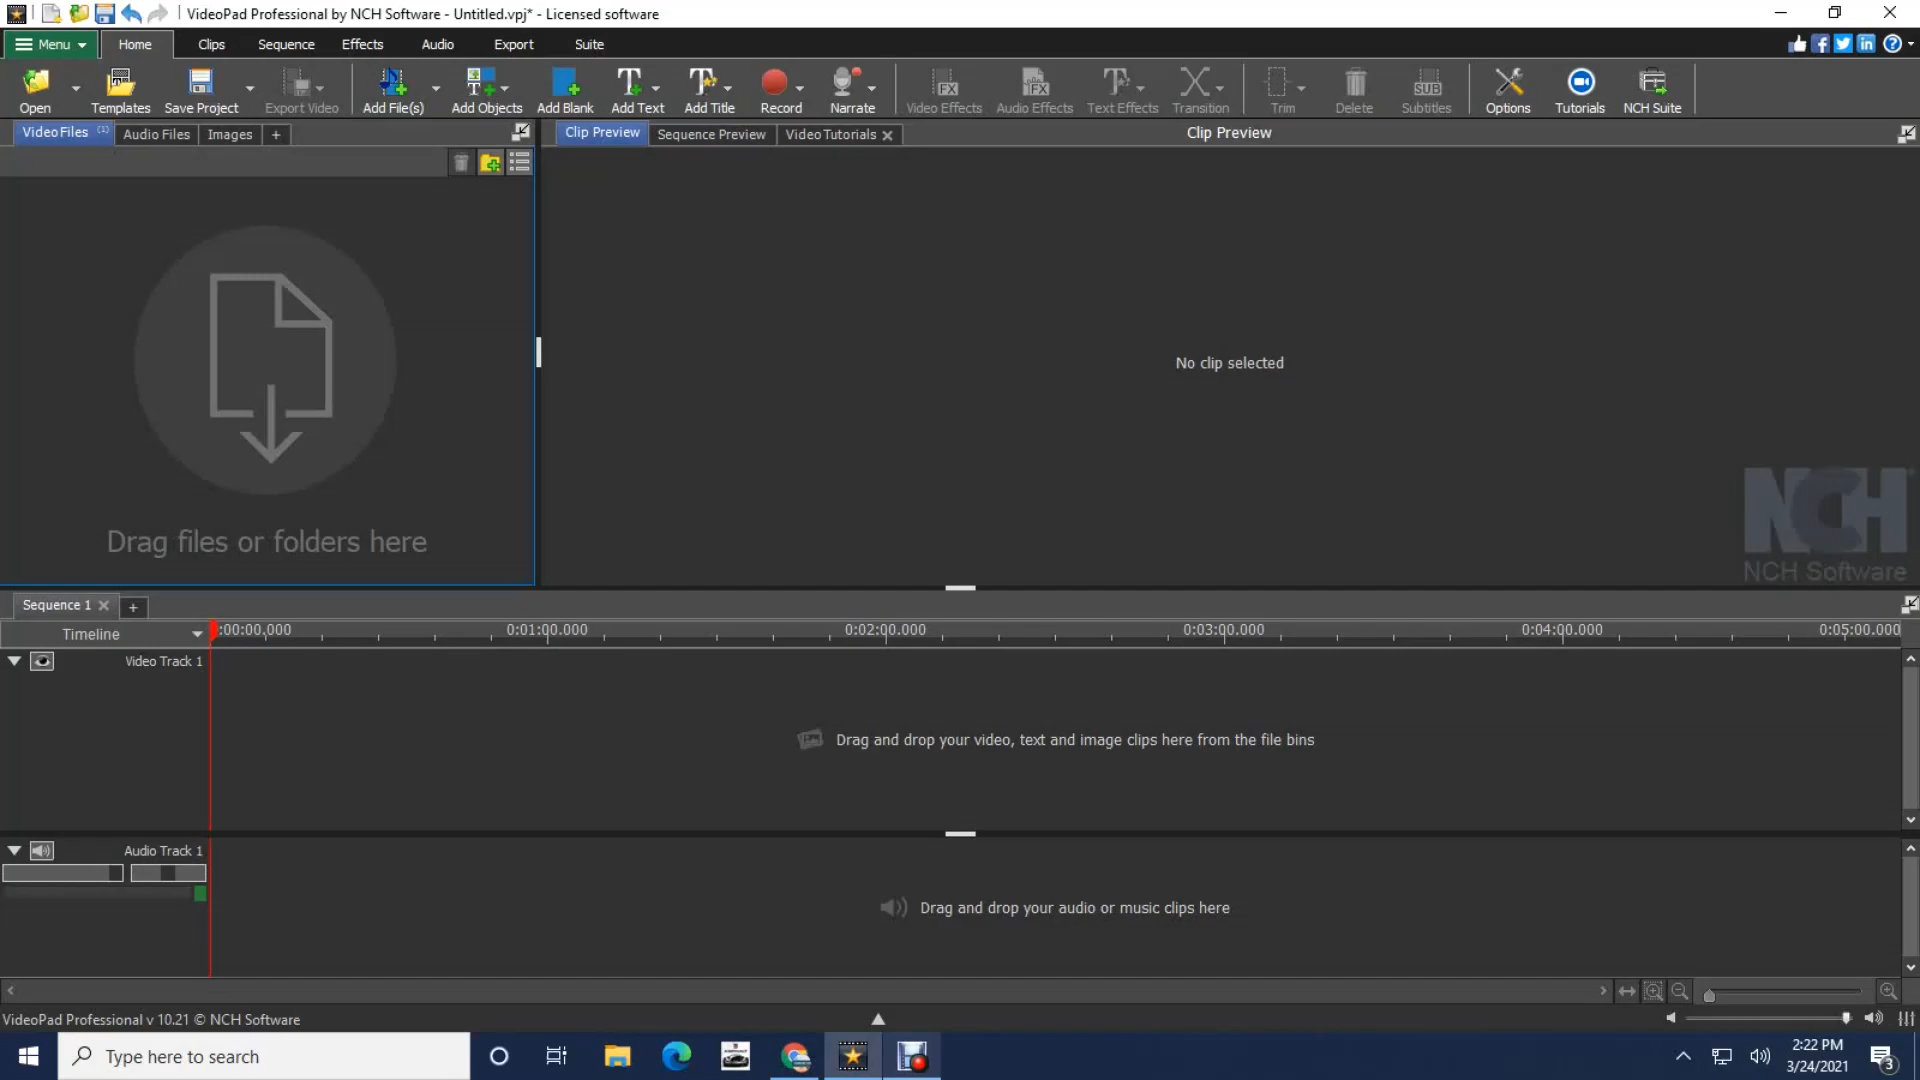 VideoPad Professional by NCH Software - Untitled.vpj* - Licensed software
Menu Home Clips Sequence Effects Audio Export Suite
Open Templates Save Project Export Video Add File(s) Add Objects Add Blank Add Text Add Title Record Narrate Video Effects Audio Effects Text Effects Transition Trim Delete Subtitles Options Tutorials NCH Suite
Video Files (1) Audio Files Images + Clip Preview Sequence Preview Video Tutorials Clip Preview
No clip selected
Drag files or folders here
NCH
NCH Software
Sequence 1 +
Timeline :00:00,000 0:01:00.000 0:02:00.000 0:03:00.000 0:04:00.000 0:05:00.000
Video Track 1
Drag and drop your video, text and image clips here from the file bins
Audio Track 1
Drag and drop your audio or music clips here
VideoPad Professional v 10.21 © NCH Software
Type here to search
2:22 PM
3/24/2021
3